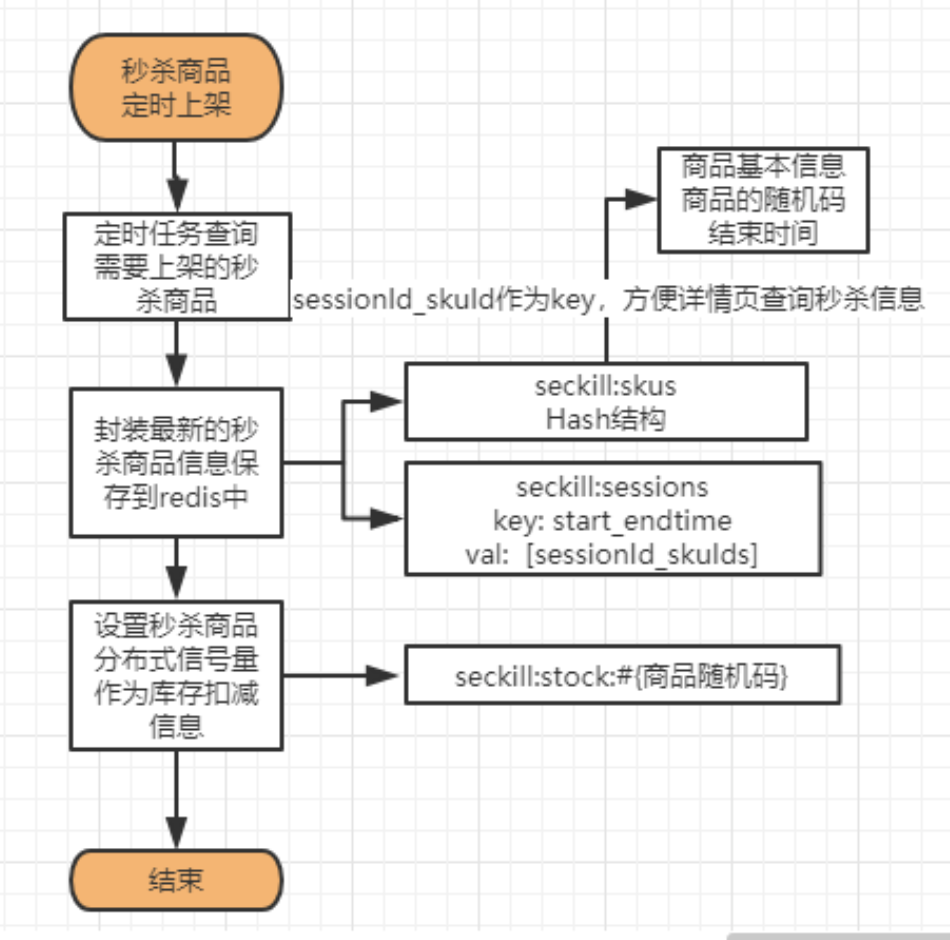 秒杀商品
定时上架
商品基本信息
商品的随机码
结束时间
定时任务查询
需要上架的秒
杀商品
sessionId_skuId作为key，方便详情页查询秒杀信息
seckill:skus
Hash结构
封装最新的秒
杀商品信息保
存到redis中
seckill:sessions
key: start_endtime
val: [sessionId_skuIds]
设置秒杀商品
分布式信号量
作为库存扣减
信息
seckill:stock:#{商品随机码}
结束